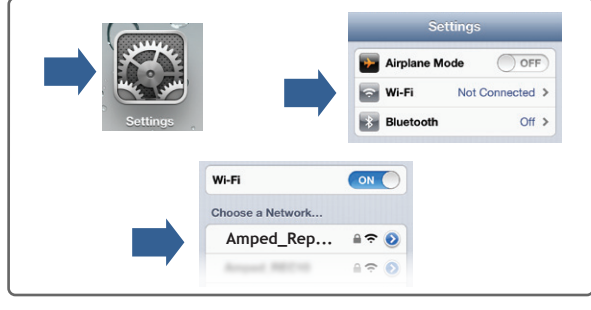 Settings
Settings
Airplane Mode OFF
Wi-Fi Not Connected
Bluetooth Off
Wi-Fi ON
Choose a Network...
Amped_Rep...